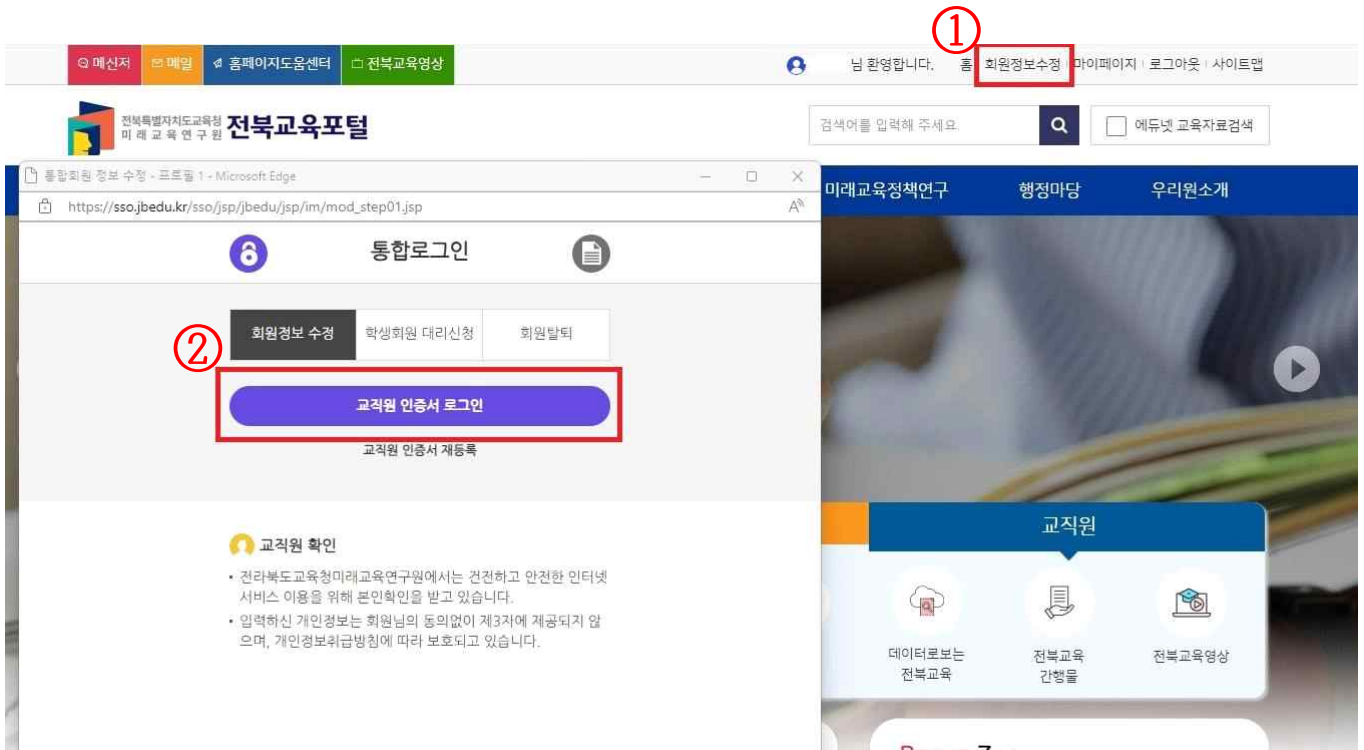 ①
메신저 메일 홈페이지도움센터 전북교육영상
님 환영합니다. 홈 회원정보수정 마이페이지 로그아웃 사이트맵
전북특별자치도교육청
미래교육연구원 전북교육포털
검색어를 입력해 주세요. 에듀넷 교육자료검색
통합회원 정보 수정 - 프로필 1 - Microsoft Edge
https://sso.jbedu.kr/sso/jsp/jbedu/jsp/im/mod_step01.jsp
미래교육정책연구 행정마당 우리원소개
통합로그인
②
회원정보 수정 학생회원 대리신청 회원탈퇴
교직원 인증서 로그인
교직원 인증서 재등록
교직원 확인
• 전라북도교육청미래교육연구원에서는 건전하고 안전한 인터넷
서비스 이용을 위해 본인확인을 받고 있습니다.
• 입력하신 개인정보는 회원님의 동의없이 제3자에 제공되지 않
으며, 개인정보취급방침에 따라 보호되고 있습니다.
교직원
데이터로보는
전북교육
전북교육
간행물
전북교육영상